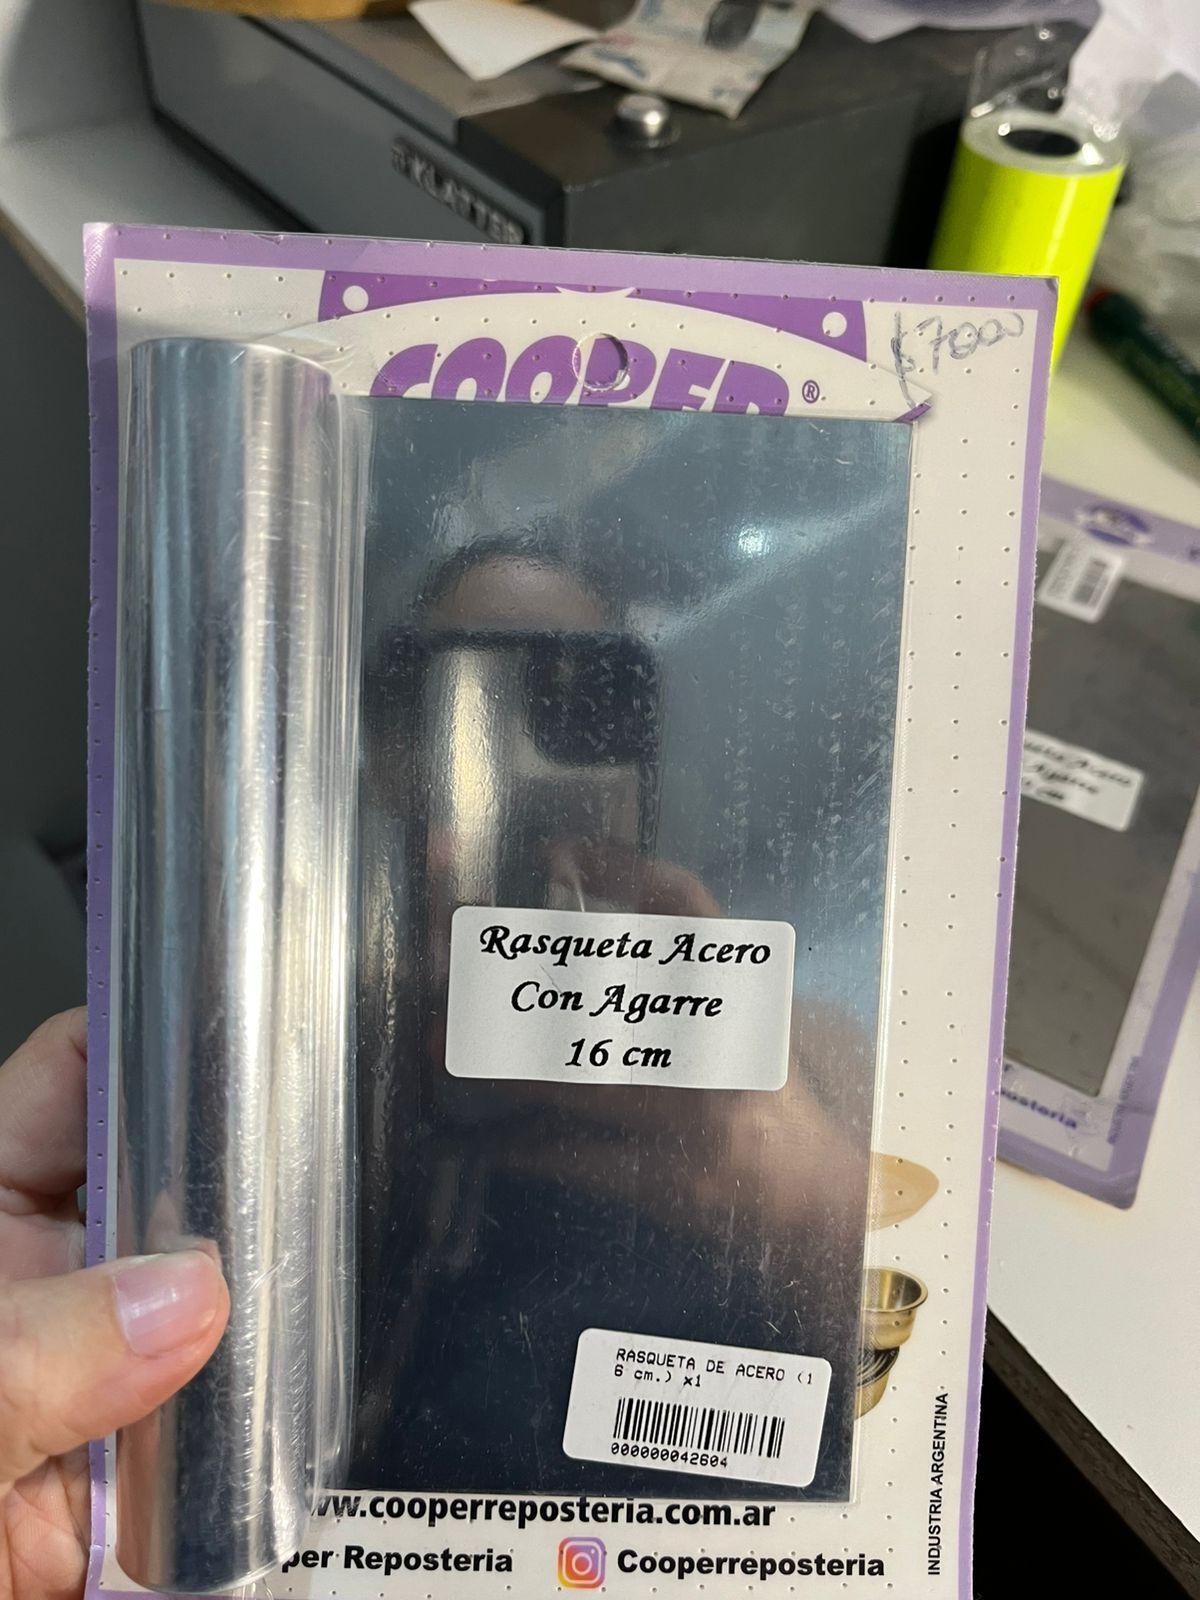 KLATTER
COOPER®
$7000
Rasqueta Acero
Con Agarre
16 cm
RASQUETA DE ACERO (1
6 cm.) x1
000000042604
www.cooperreposteria.com.ar
per Reposteria
Cooperreposteria
INDUSTRIA ARGENTINA